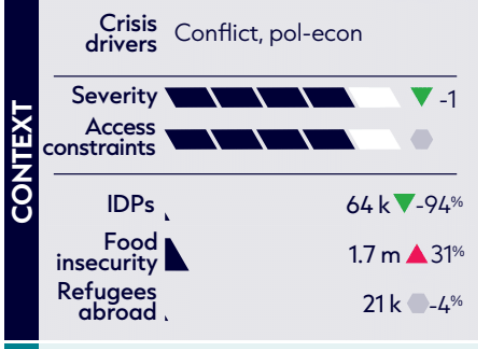 CONTEXT
Crisis
drivers Conflict, pol-econ
Severity -1
Access
constraints
IDPs 64 k -94%
Food
insecurity 1.7 m 31%
Refugees
abroad 21 k -4%